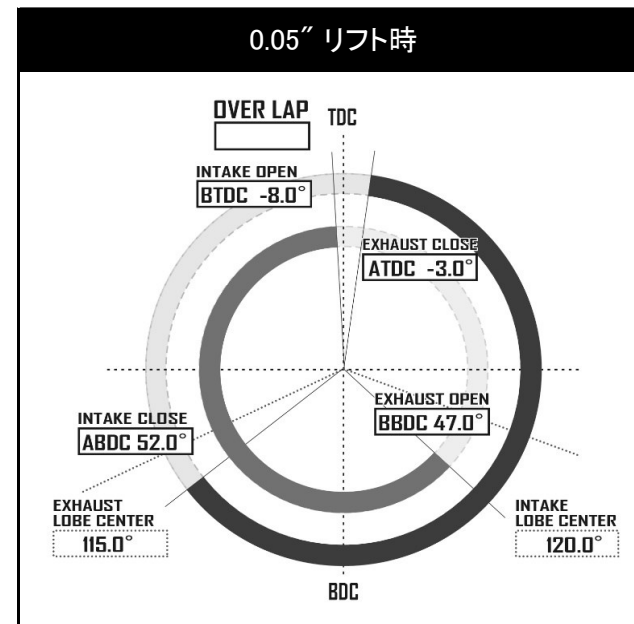 0.05″ リフト時
OVER LAP
TDC
INTAKE OPEN
BTDC -8.0°
EXHAUST CLOSE
ATDC -3.0°
EXHAUST OPEN
BBDC 47.0°
INTAKE CLOSE
ABDC 52.0°
EXHAUST
LOBE CENTER
115.0°
INTAKE
LOBE CENTER
120.0°
BDC